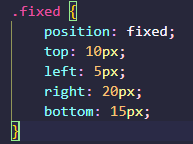 .fixed {
    position: fixed;
    top: 10px;
    left: 5px;
    right: 20px;
    bottom: 15px;
}